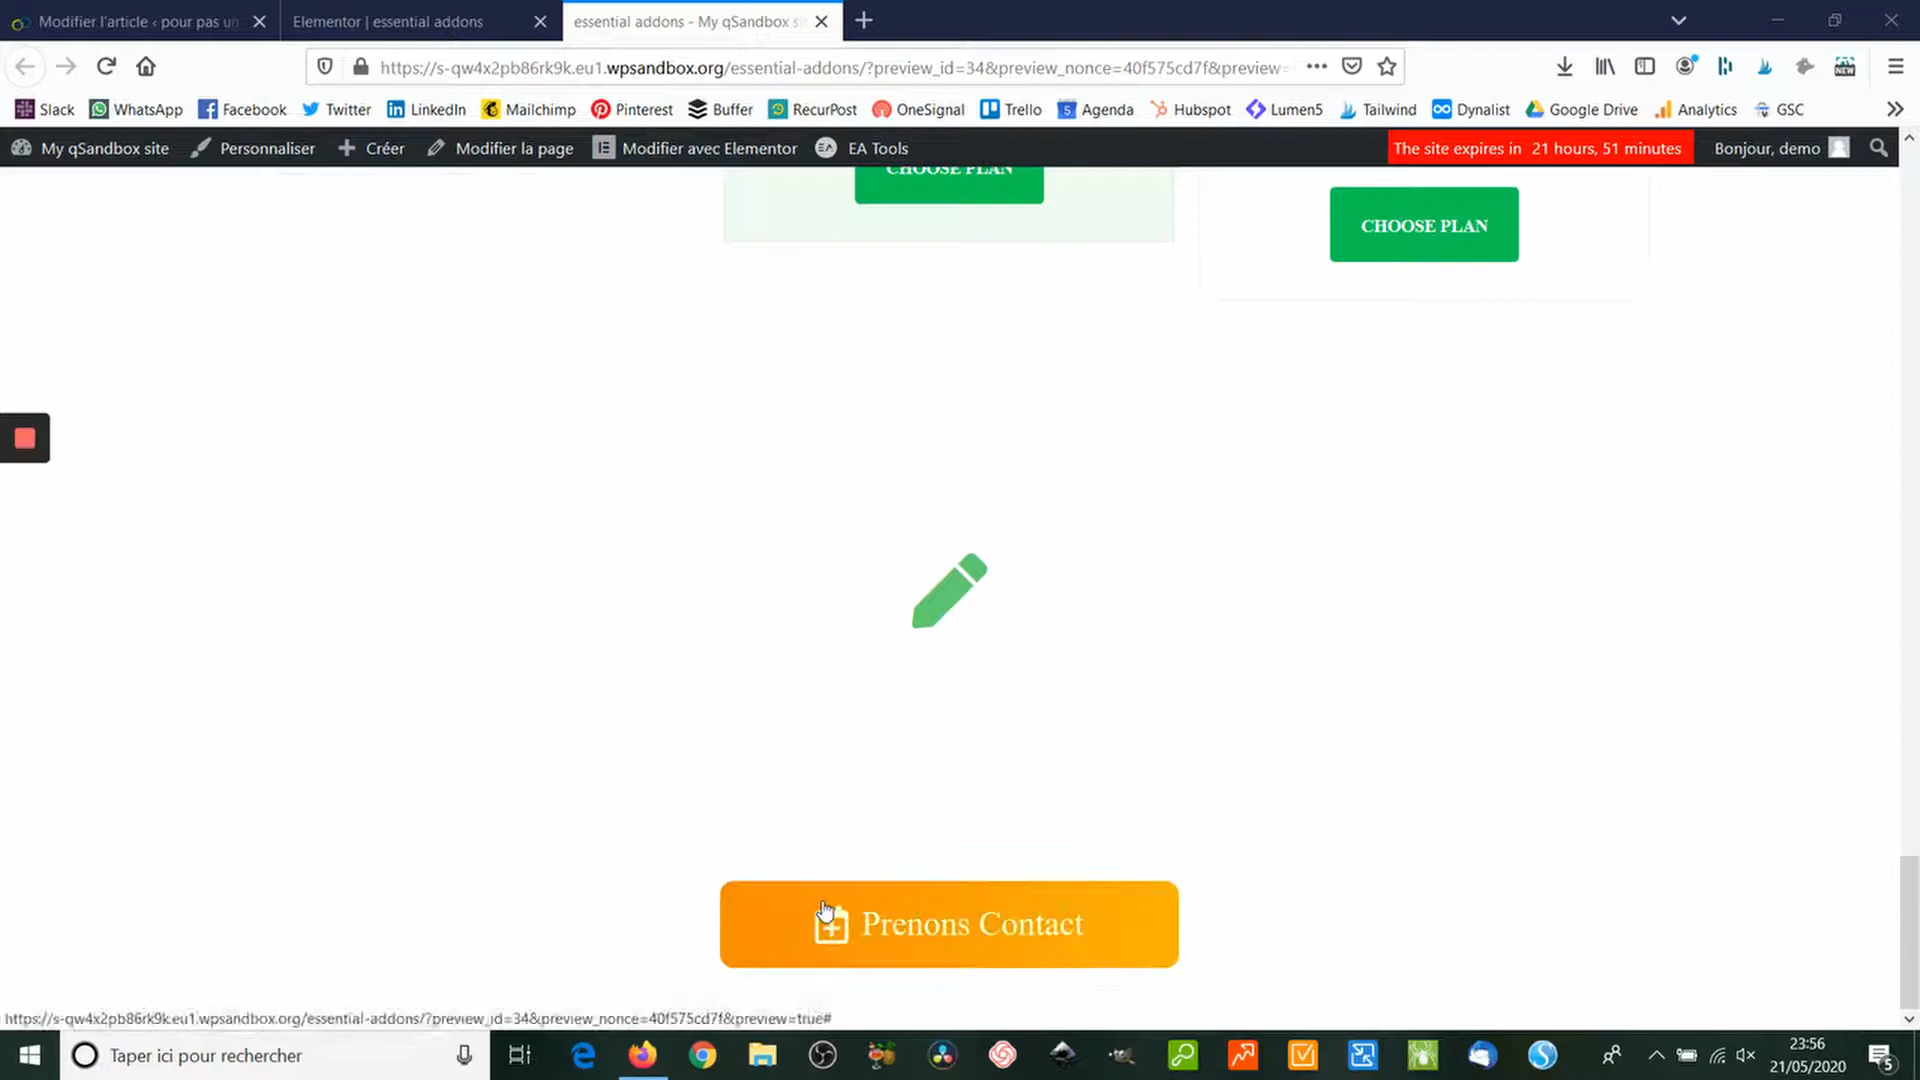 Modifier l'article ‹ pour pas un
Elementor | essential addons
essential addons - My qSandbox si
https://s-qw4x2pb86rk9k.eu1.wpsandbox.org/essential-addons/?preview_id=34&preview_nonce=40f575cd7f&preview=
Slack WhatsApp Facebook Twitter LinkedIn Mailchimp Pinterest Buffer RecurPost OneSignal Trello Agenda Hubspot Lumen5 Tailwind Dynalist Google Drive Analytics GSC
My qSandbox site Personnaliser Créer Modifier la page Modifier avec Elementor EA Tools The site expires in 21 hours, 51 minutes Bonjour, demo
CHOOSE PLAN
CHOOSE PLAN
Prenons Contact
https://s-qw4x2pb86rk9k.eu1.wpsandbox.org/essential-addons/?preview_id=34&preview_nonce=40f575cd7f&preview=true#
Taper ici pour rechercher
23:56
21/05/2020
5